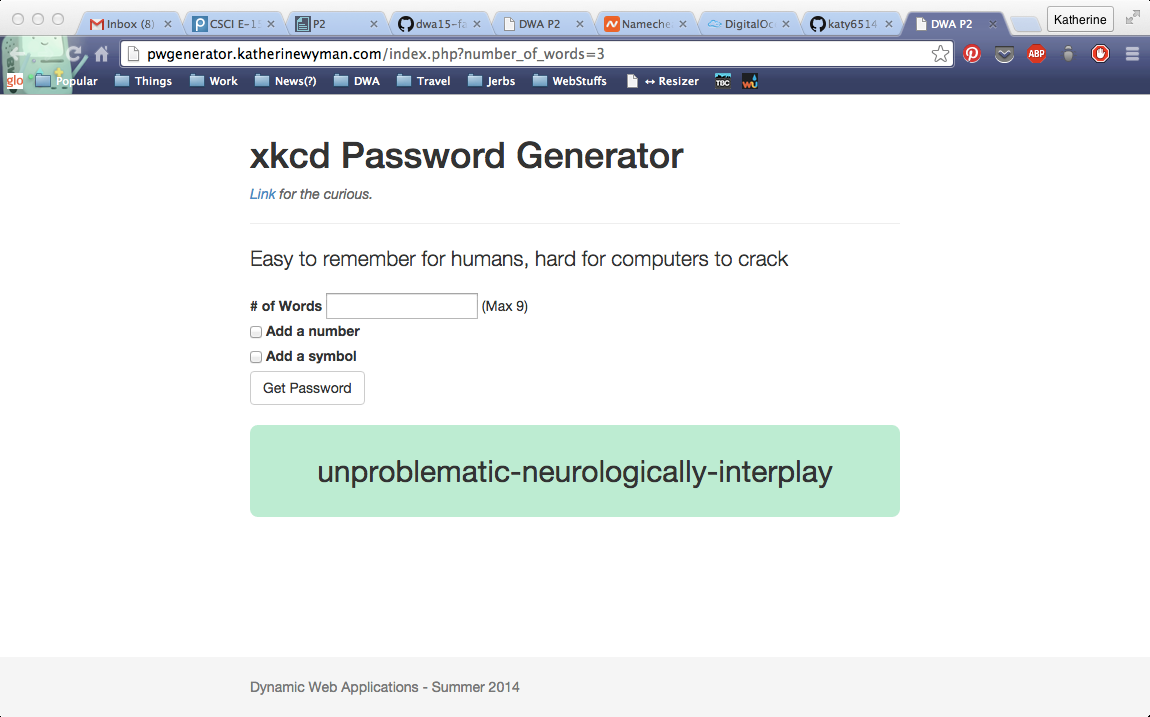 Inbox (8)
CSCI E-15
P2
dwa15-fa
DWA P2
Nameche
DigitalOc
katy6514
DWA P2
Katherine
pwgenerator.katherinewyman.com/index.php?number_of_words=3
ABP
glo
Popular
Things
Work
News(?)
DWA
Travel
Jerbs
WebStuffs
↔ Resizer
TBC
xkcd Password Generator
Link for the curious.
Easy to remember for humans, hard for computers to crack
# of Words (Max 9)
Add a number
Add a symbol
Get Password
unproblematic-neurologically-interplay
Dynamic Web Applications - Summer 2014